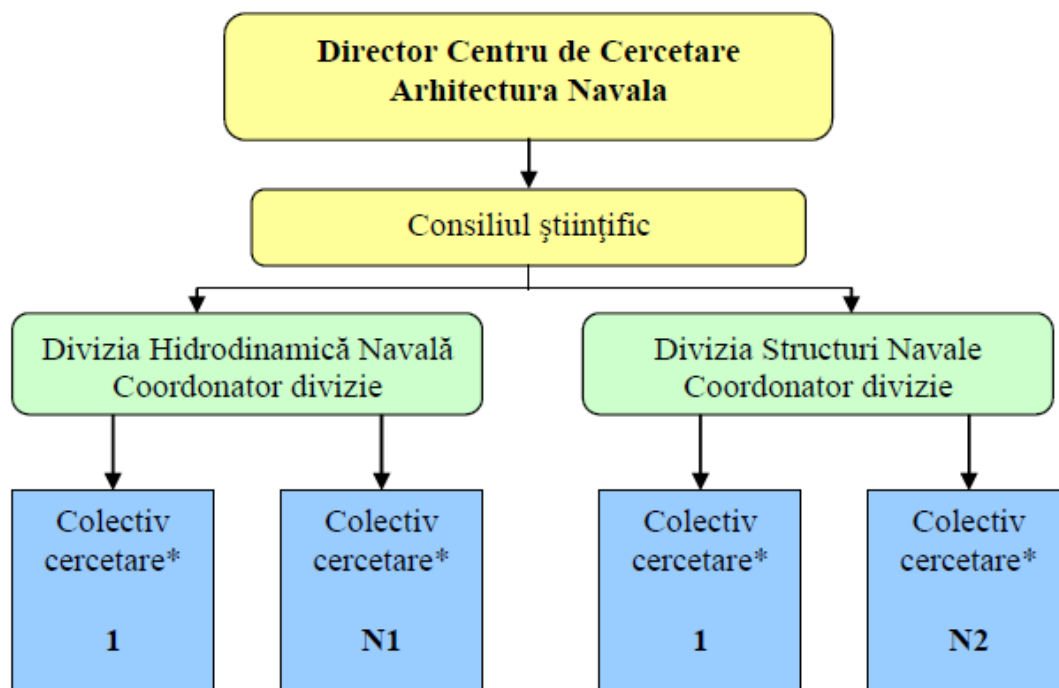 Director Centru de Cercetare
Arhitectura Navala
Consiliul ştiinţific
Divizia Hidrodinamică Navală
Coordonator divizie
Divizia Structuri Navale
Coordonator divizie
Colectiv
cercetare*
1
Colectiv
cercetare*
N1
Colectiv
cercetare*
1
Colectiv
cercetare*
N2